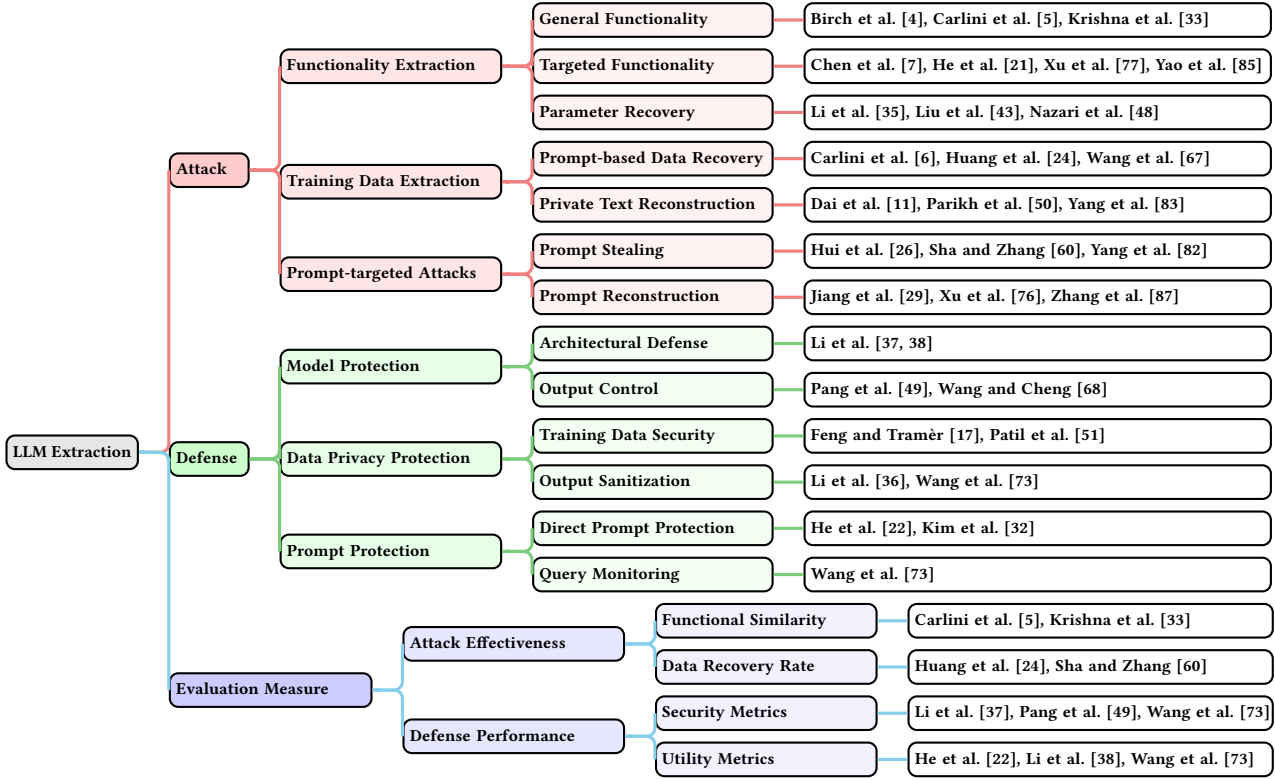 LLM Extraction
Attack
Functionality Extraction
General Functionality
Birch et al. [4], Carlini et al. [5], Krishna et al. [33]
Targeted Functionality
Chen et al. [7], He et al. [21], Xu et al. [77], Yao et al. [85]
Parameter Recovery
Li et al. [35], Liu et al. [43], Nazari et al. [48]
Training Data Extraction
Prompt-based Data Recovery
Carlini et al. [6], Huang et al. [24], Wang et al. [67]
Private Text Reconstruction
Dai et al. [11], Parikh et al. [50], Yang et al. [83]
Prompt-targeted Attacks
Prompt Stealing
Hui et al. [26], Sha and Zhang [60], Yang et al. [82]
Prompt Reconstruction
Jiang et al. [29], Xu et al. [76], Zhang et al. [87]
Defense
Model Protection
Architectural Defense
Li et al. [37, 38]
Output Control
Pang et al. [49], Wang and Cheng [68]
Data Privacy Protection
Training Data Security
Feng and Tramèr [17], Patil et al. [51]
Output Sanitization
Li et al. [36], Wang et al. [73]
Prompt Protection
Direct Prompt Protection
He et al. [22], Kim et al. [32]
Query Monitoring
Wang et al. [73]
Evaluation Measure
Attack Effectiveness
Functional Similarity
Carlini et al. [5], Krishna et al. [33]
Data Recovery Rate
Huang et al. [24], Sha and Zhang [60]
Defense Performance
Security Metrics
Li et al. [37], Pang et al. [49], Wang et al. [73]
Utility Metrics
He et al. [22], Li et al. [38], Wang et al. [73]